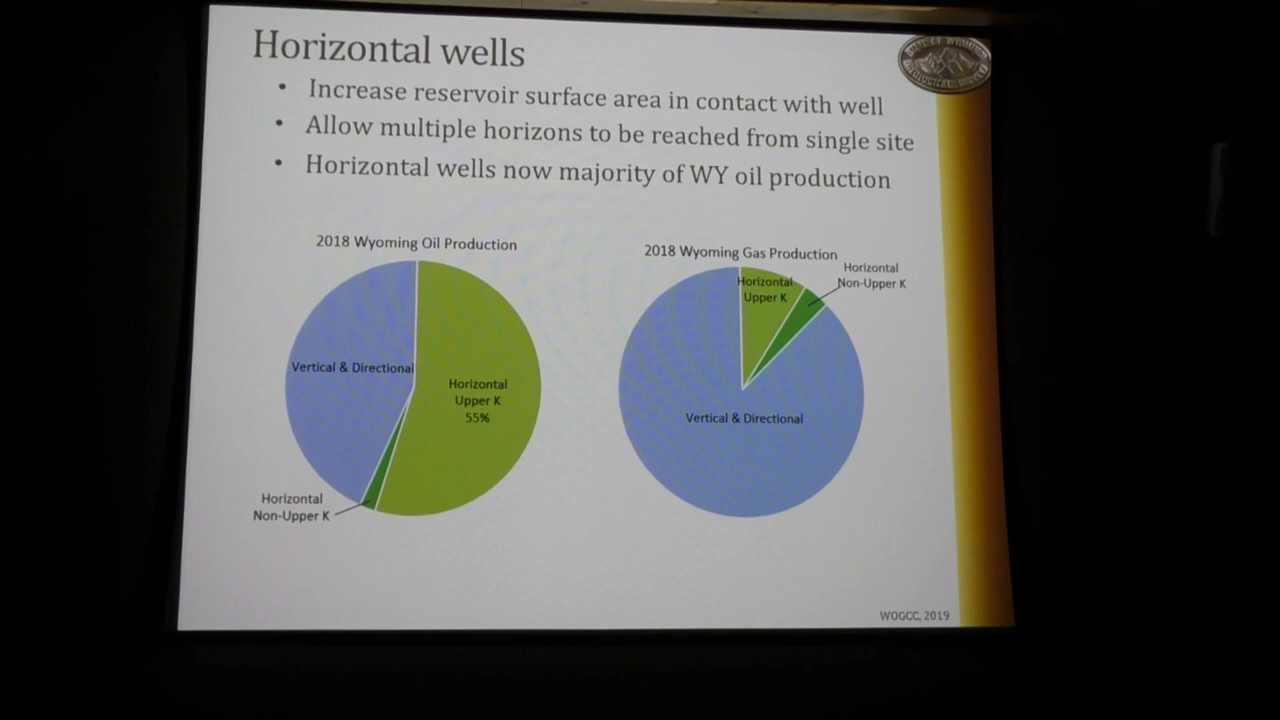 Horizontal wells
• Increase reservoir surface area in contact with well
• Allow multiple horizons to be reached from single site
• Horizontal wells now majority of WY oil production
2018 Wyoming Oil Production
Vertical & Directional
Horizontal
Upper K
55%
Horizontal
Non-Upper K
2018 Wyoming Gas Production
Horizontal
Upper K
Horizontal
Non-Upper K
Vertical & Directional
WOGCC, 2019